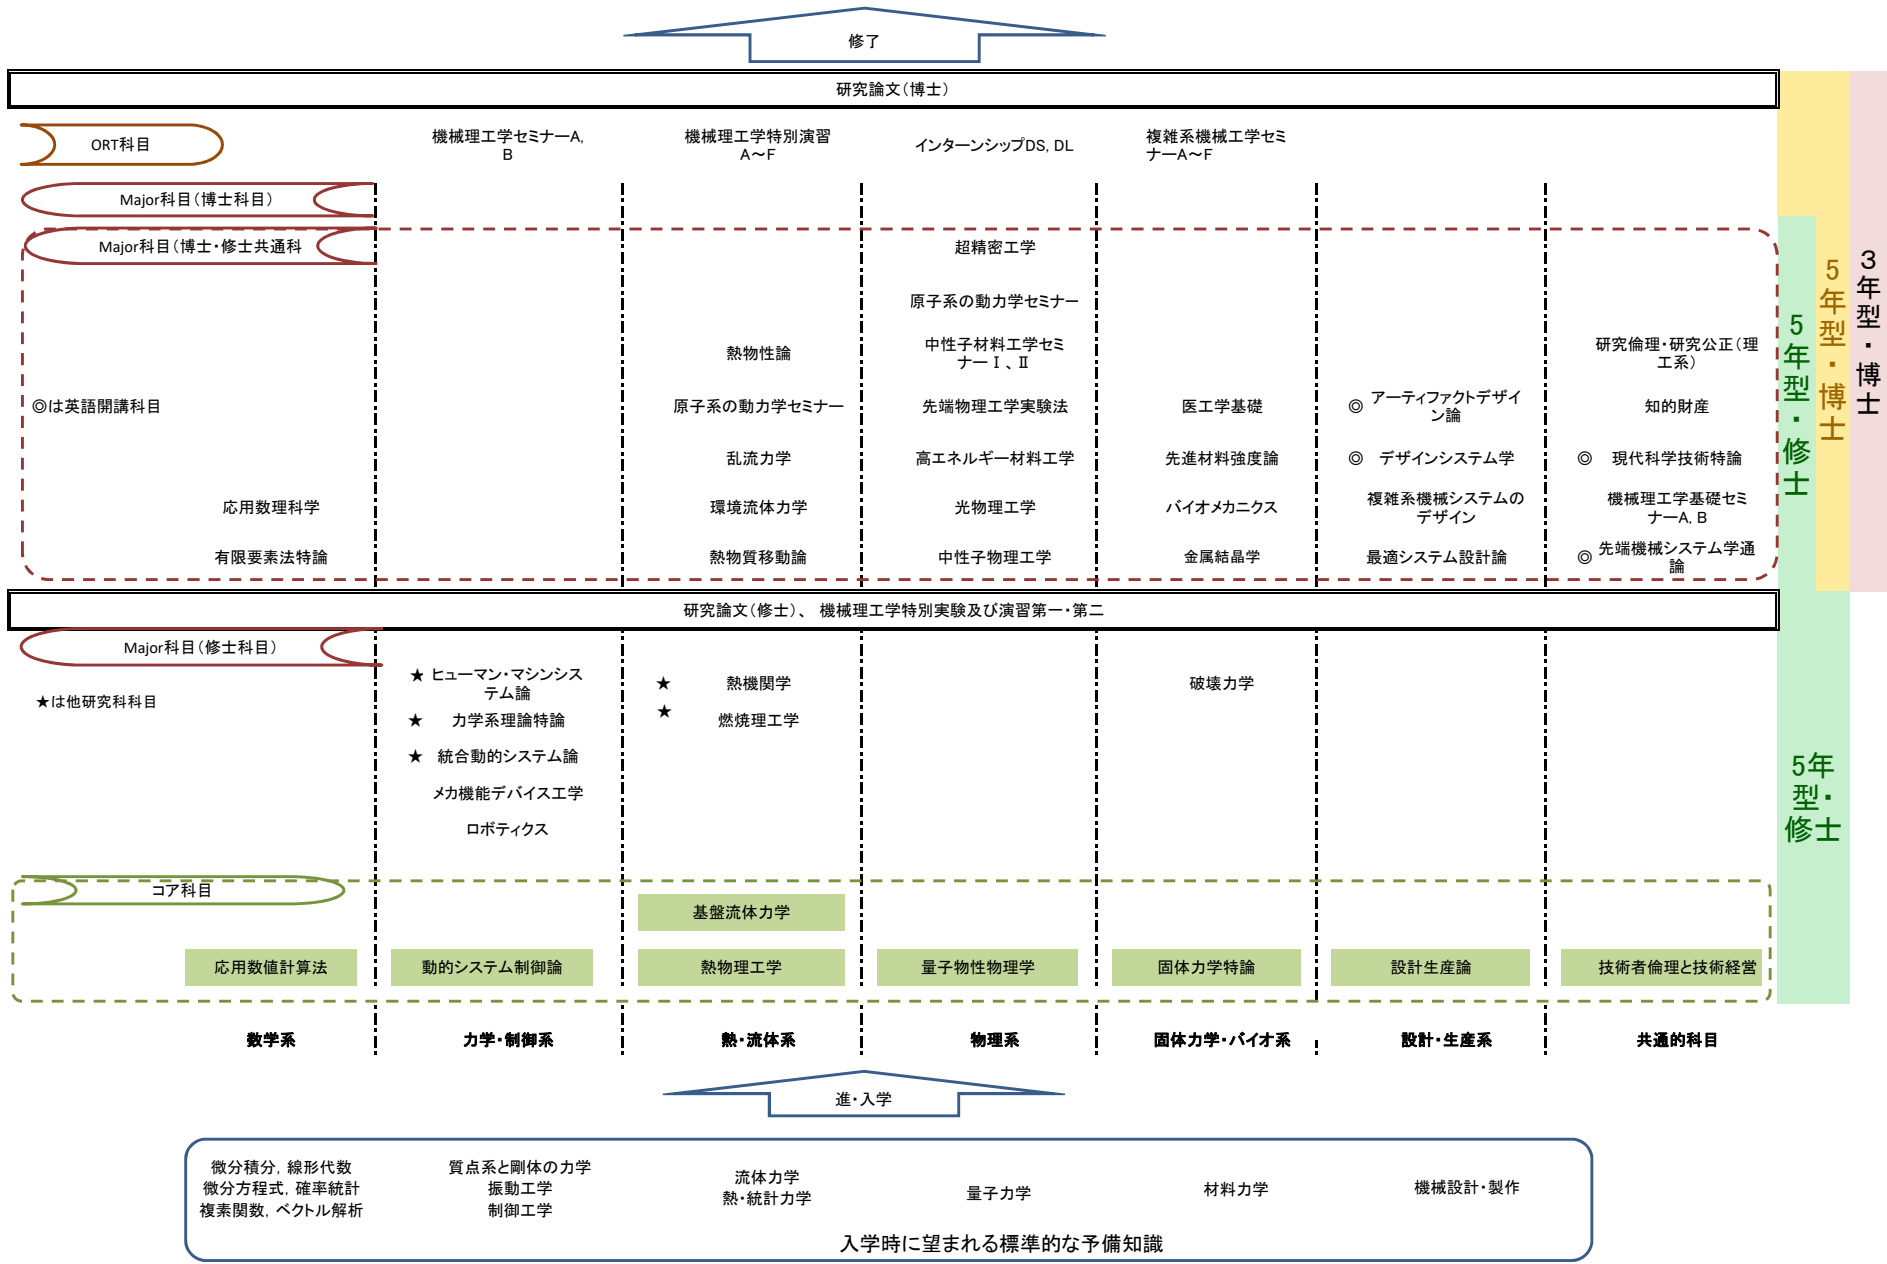 修了
研究論文（博士）
ORT科目
機械理工学セミナーA,
B
機械理工学特別演習
A～F
インターンシップDS, DL
複雑系機械工学セミ
ナーA～F
Major科目（博士科目）
Major科目（博士・修士共通科
超精密工学
原子系の動力学セミナー
熱物性論
中性子材料工学セミ
ナーⅠ、Ⅱ
研究倫理・研究公正（理
工系）
◎は英語開講科目
原子系の動力学セミナー
先端物理工学実験法
医工学基礎
◎ アーティファクトデザイ
ン論
知的財産
乱流力学
高エネルギー材料工学
先進材料強度論
◎ デザインシステム学
◎ 現代科学技術特論
応用数理科学
環境流体力学
光物理工学
バイオメカニクス
複雑系機械システムの
デザイン
機械理工学基礎セミ
ナーA, B
有限要素法特論
熱物質移動論
中性子物理工学
金属結晶学
最適システム設計論
◎ 先端機械システム学通
論
5年型・修士
5年型・博士
3年型・博士
研究論文（修士）、 機械理工学特別実験及び演習第一・第二
Major科目（修士科目）
★は他研究科科目
★ ヒューマン・マシンシス
テム論
★ 力学系理論特論
★ 統合動的システム論
メカ機能デバイス工学
ロボティクス
★ 熱機関学
★ 燃焼理工学
破壊力学
5年
型・
修士
コア科目
基盤流体力学
応用数値計算法
動的システム制御論
熱物理工学
量子物性物理学
固体力学特論
設計生産論
技術者倫理と技術経営
数学系
力学・制御系
熱・流体系
物理系
固体力学・バイオ系
設計・生産系
共通的科目
進・入学
微分積分, 線形代数
微分方程式, 確率統計
複素関数, ベクトル解析
質点系と剛体の力学
振動工学
制御工学
流体力学
熱・統計力学
量子力学
材料力学
機械設計・製作
入学時に望まれる標準的な予備知識